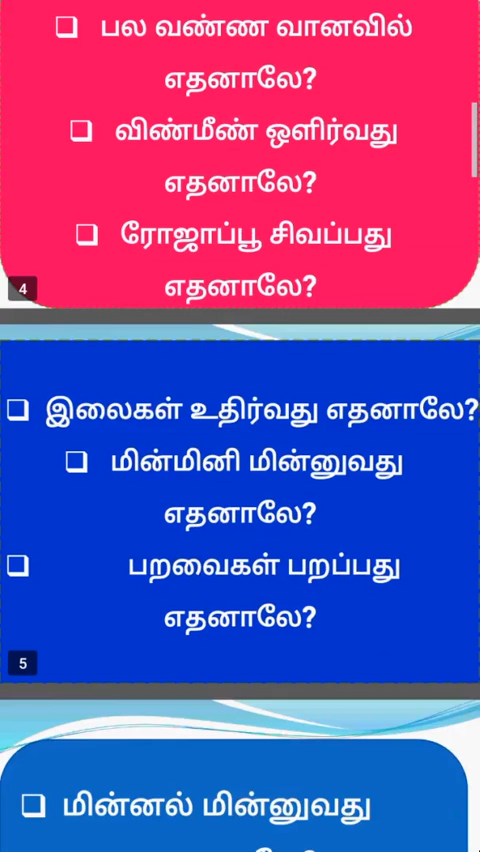 ❑ பல வண்ண வானவில்
எதனாலே?
❑ விண்மீண் ஒளிர்வது
எதனாலே?
❑ ரோஜாப்பூ சிவப்பது
எதனாலே?
4
❑ இலைகள் உதிர்வது எதனாலே?
❑ மின்மினி மின்னுவது
எதனாலே?
❑ பறவைகள் பறப்பது
எதனாலே?
5
❑ மின்னல் மின்னுவது